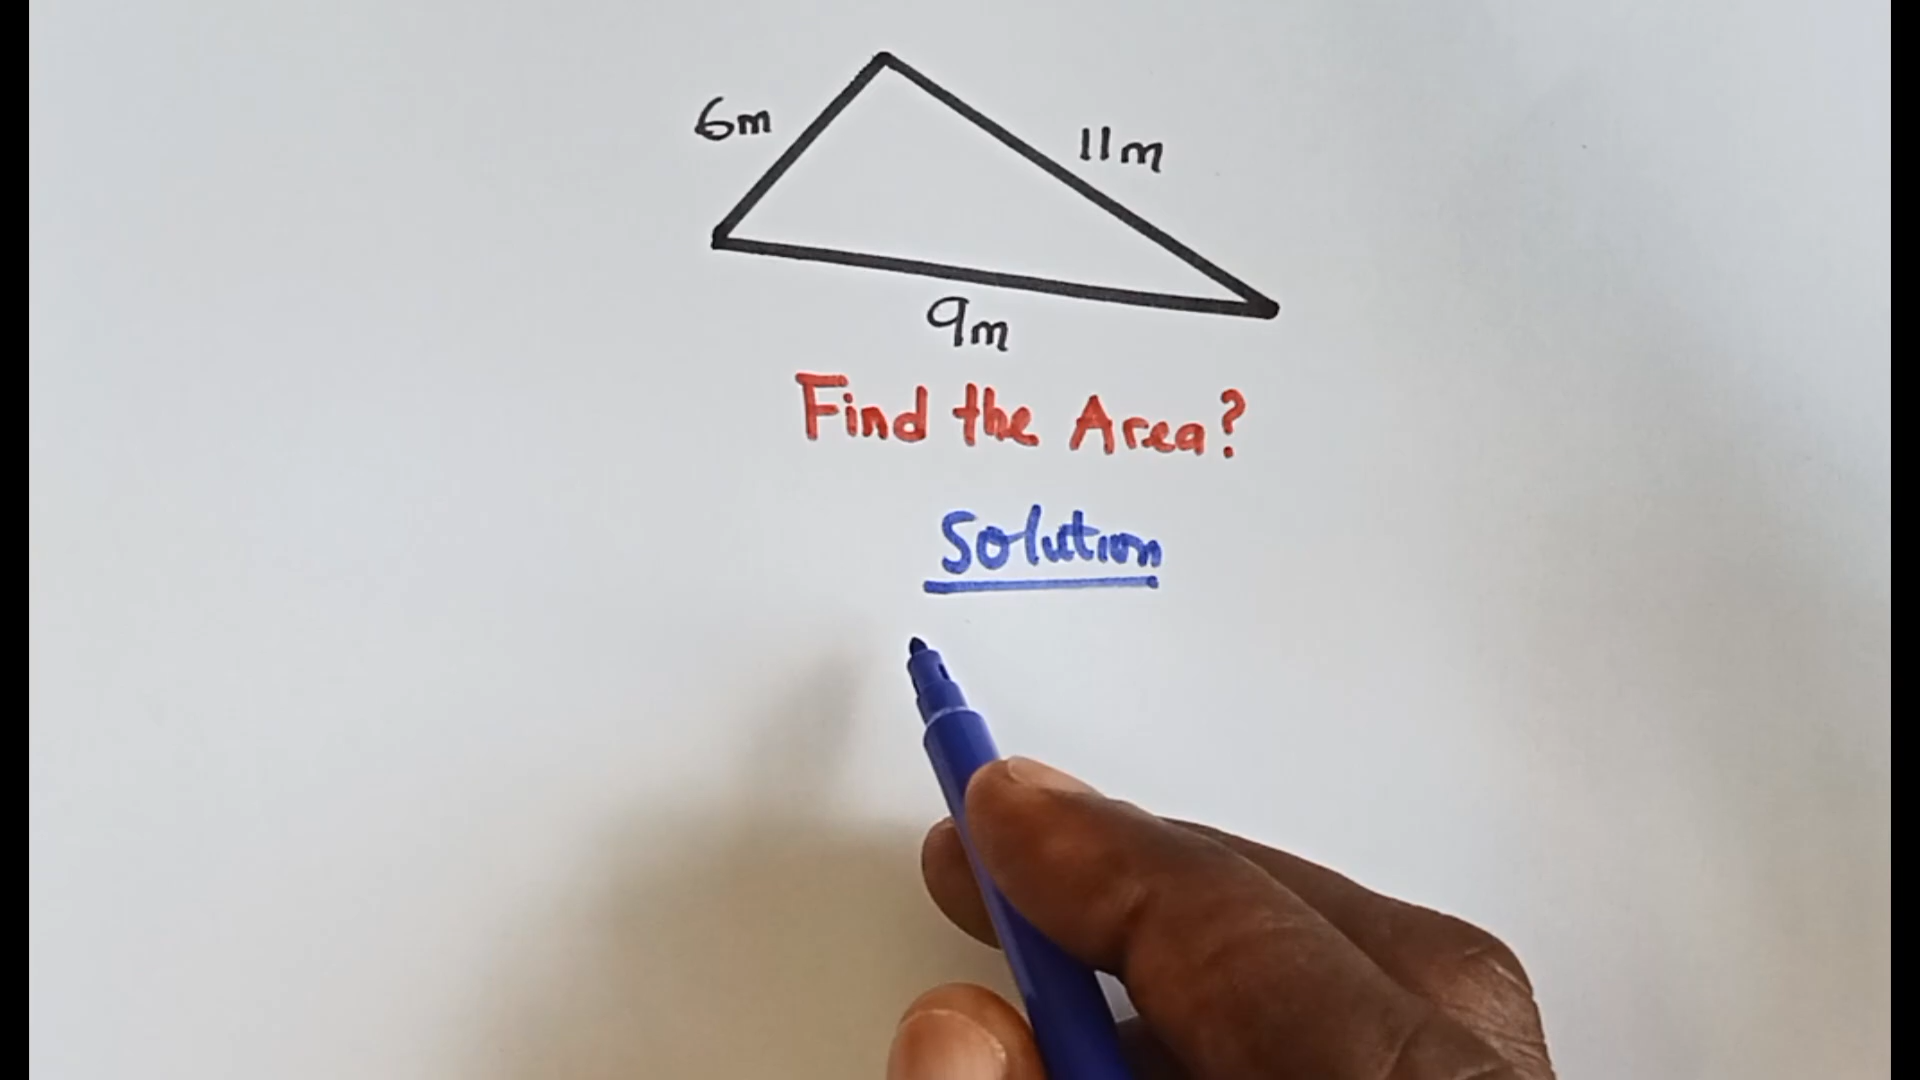 6m
11m
9m
Find the Area?
Solution